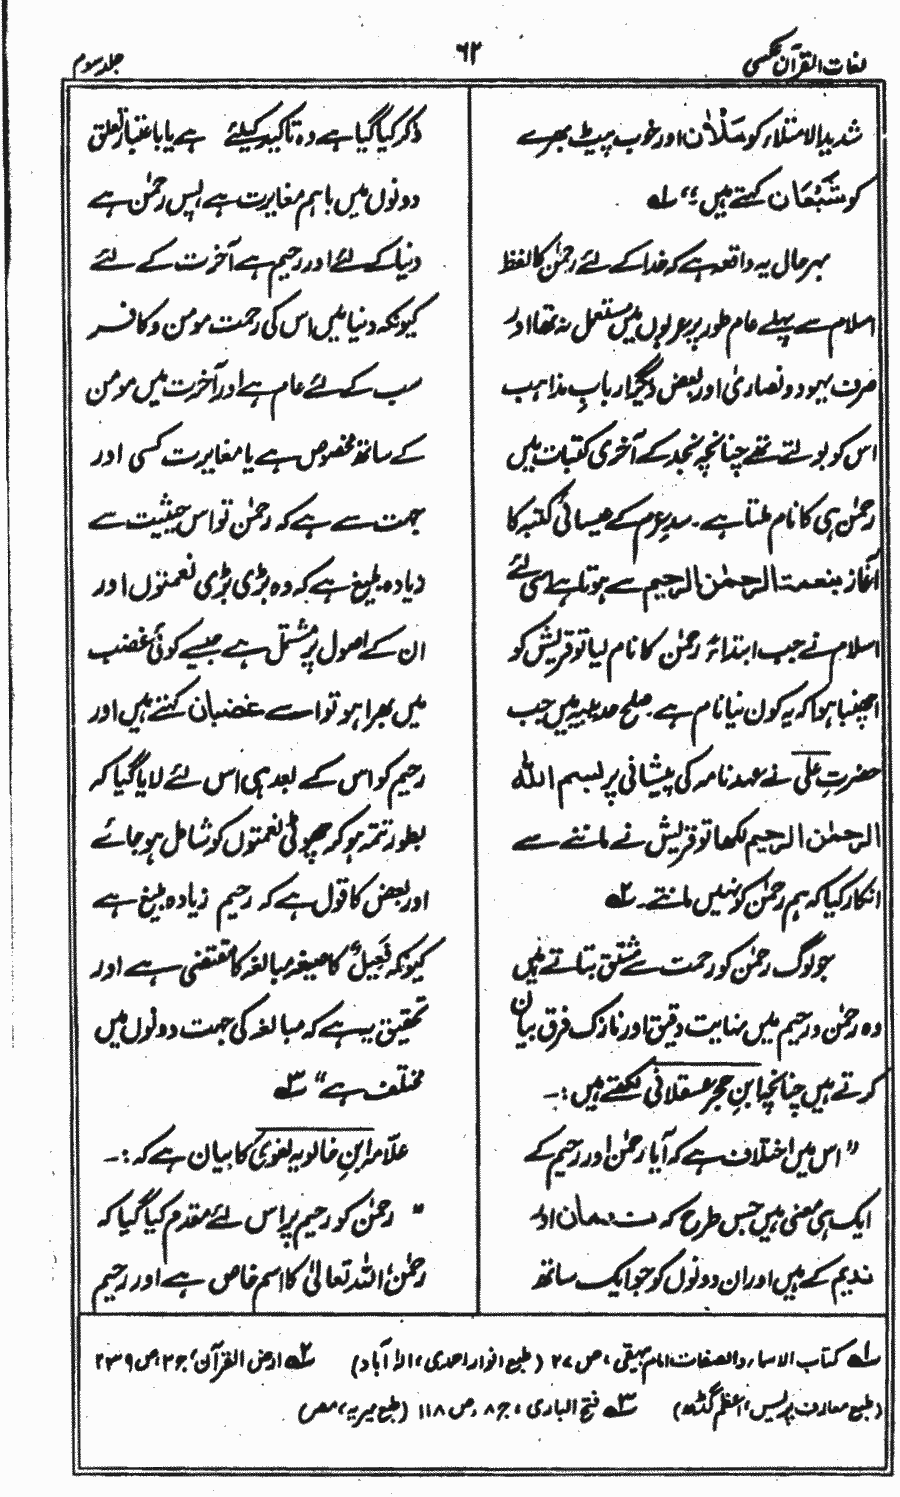 لغات القرآن عکسی
۶۲
جلد سوم
شدید الامتلاء کو مَلْاٰن اور خوب پیٹ بھرے
کو شَبْعَان کہتے ہیں؛“ ۱ه
بہرحال یہ واقعہ ہے کہ خدا کے لئے رحمٰن کا لفظ
اسلام سے پہلے عام طور پر عربوں میں مستعمل نہ تھا اور
صرف یہود و نصاریٰ اور بعض دیگر ارباب مذاہب
اس کو بولتے تھے چنانچہ نجد کے آخری کتبات میں
رحمٰن ہی کا نام ملتا ہے۔ سدِ عرم کے عیسائی کتبہ کا
آغاز بنعمۃ الرحمٰن الرحیم سے ہوتا ہے اسی لئے
اسلام نے جب ابتداءً رحمٰن کا نام لیا تو قریش کو
اچنبھا ہوا کہ یہ کون نیا نام ہے۔ صلح حدیبیہ میں جب
حضرتِ علی نے عہد نامہ کی پیشانی پر بسم اللہ
الرحمٰن الرحیم لکھا تو قریش نے ماننے سے
انکار کیا کہ ہم رحمٰن کو نہیں مانتے۔ ۲ه
جو لوگ رحمٰن کو رحمت سے مشتق بتاتے ہیں
وہ رحمٰن و رحیم میں نہایت دقیق اور نازک فرق بیان
کرتے ہیں چنانچہ ابنِ حجر عسقلانی لکھتے ہیں :۔
” اس میں اختلاف ہے کہ آیا رحمٰن اور رحیم کے
ایک ہی معنی ہیں جس طرح کہ ندمان اور
ندیم کے ہیں اور ان دونوں کو جو ایک ساتھ
ذکر کیا گیا ہے وہ تاکید کیلئے ہے یا باعتبار تعلق
دونوں میں باہم مغایرت ہے پس رحمٰن ہے
دنیا کے لئے اور رحیم ہے آخرت کے لئے
کیونکہ دنیا میں اس کی رحمت مومن و کافر
سب کے لئے عام ہے اور آخرت میں مومن
کے ساتھ مخصوص ہے یا مغایرت کسی اور
جہت سے ہے کہ رحمٰن تو اس حیثیت سے
زیادہ بلیغ ہے کہ وہ بڑی بڑی نعمتوں اور
ان کے اصول پر مشتمل ہے جیسے کوئی غضب
میں بھرا ہو تو اسے غضبان کہتے ہیں اور
رحیم کو اس کے بعد ہی اس لئے لایا گیا کہ
بطور تتمہ ہو کر چھوٹی نعمتوں کو شامل ہو جائے
اور بعض کا قول ہے کہ رحیم زیادہ بلیغ ہے
کیونکہ فَعِیلٌ کا صیغہ مبالغہ کا مقتضی ہے اور
تحقیق یہ ہے کہ مبالغہ کی جہت دونوں میں
مختلف ہے“ ۳ه
علّامہ ابنِ خالویہ لغوی کا بیان ہے کہ :۔
” رحمٰن کو رحیم پر اس لئے مقدم کیا گیا کہ
رحمٰن اللہ تعالیٰ کا اسم خاص ہے اور رحیم
۱ه کتاب الاسماء والصفات امام بیہقی، ص ۲۷ (طبع انوار احمدی، الہ آباد) ۲ه ارض القرآن، ج ۲، ص ۲۳۹
(طبع معارف پریس، اعظم گڈھ) ۳ه فتح الباری، ج ۸، ص ۱۱۸ (طبع میریہ، مصر)